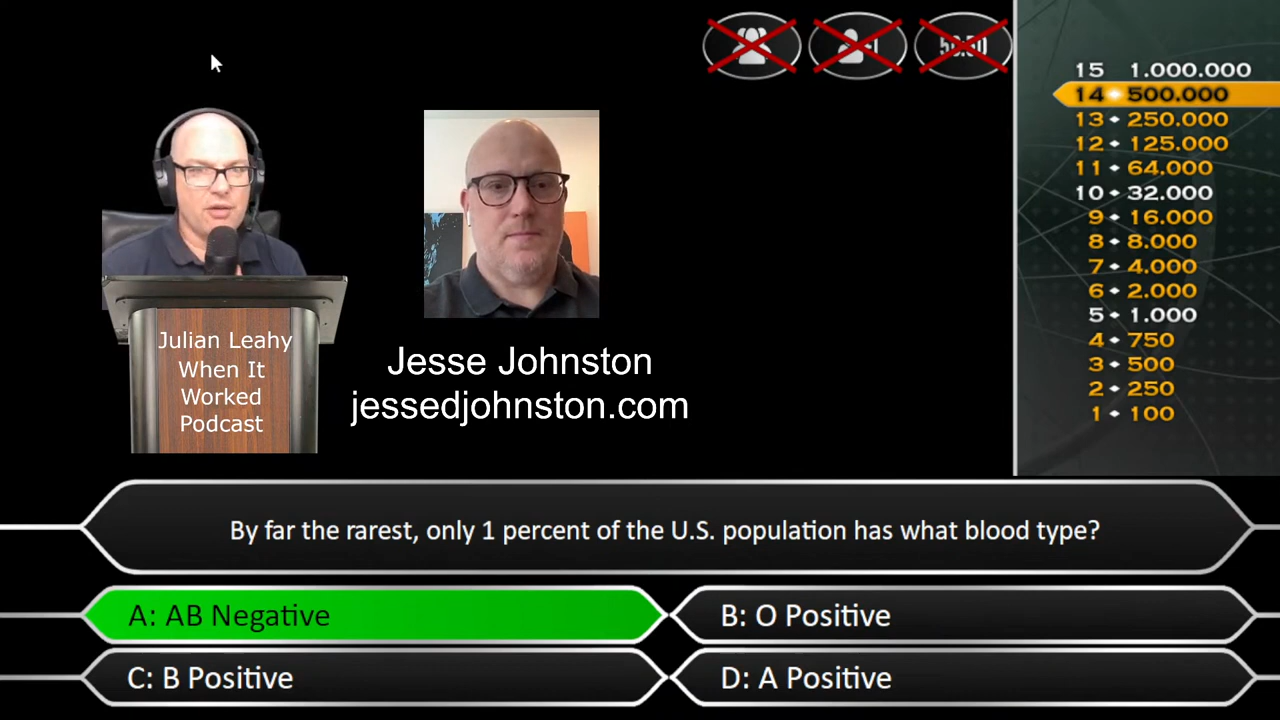 50:50
15 1.000.000
14 ◆ 500.000
13 ◆ 250.000
12 ◆ 125.000
11 ◆ 64.000
10 ◆ 32.000
9 ◆ 16.000
8 ◆ 8.000
7 ◆ 4.000
6 ◆ 2.000
5 ◆ 1.000
4 ◆ 750
3 ◆ 500
2 ◆ 250
1 ◆ 100
Julian Leahy
When It
Worked
Podcast
Jesse Johnston
jessedjohnston.com
By far the rarest, only 1 percent of the U.S. population has what blood type?
A: AB Negative
B: O Positive
C: B Positive
D: A Positive